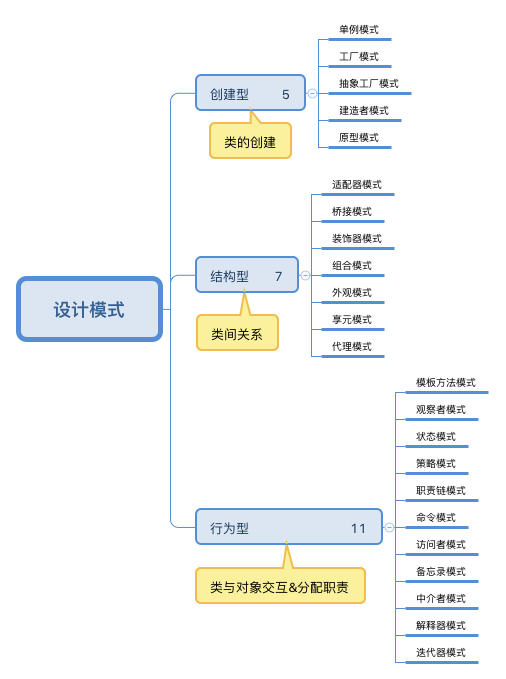 设计模式
创建型 5
类的创建
单例模式
工厂模式
抽象工厂模式
建造者模式
原型模式
结构型 7
类间关系
适配器模式
桥接模式
装饰器模式
组合模式
外观模式
享元模式
代理模式
行为型 11
类与对象交互&分配职责
模板方法模式
观察者模式
状态模式
策略模式
职责链模式
命令模式
访问者模式
备忘录模式
中介者模式
解释器模式
迭代器模式